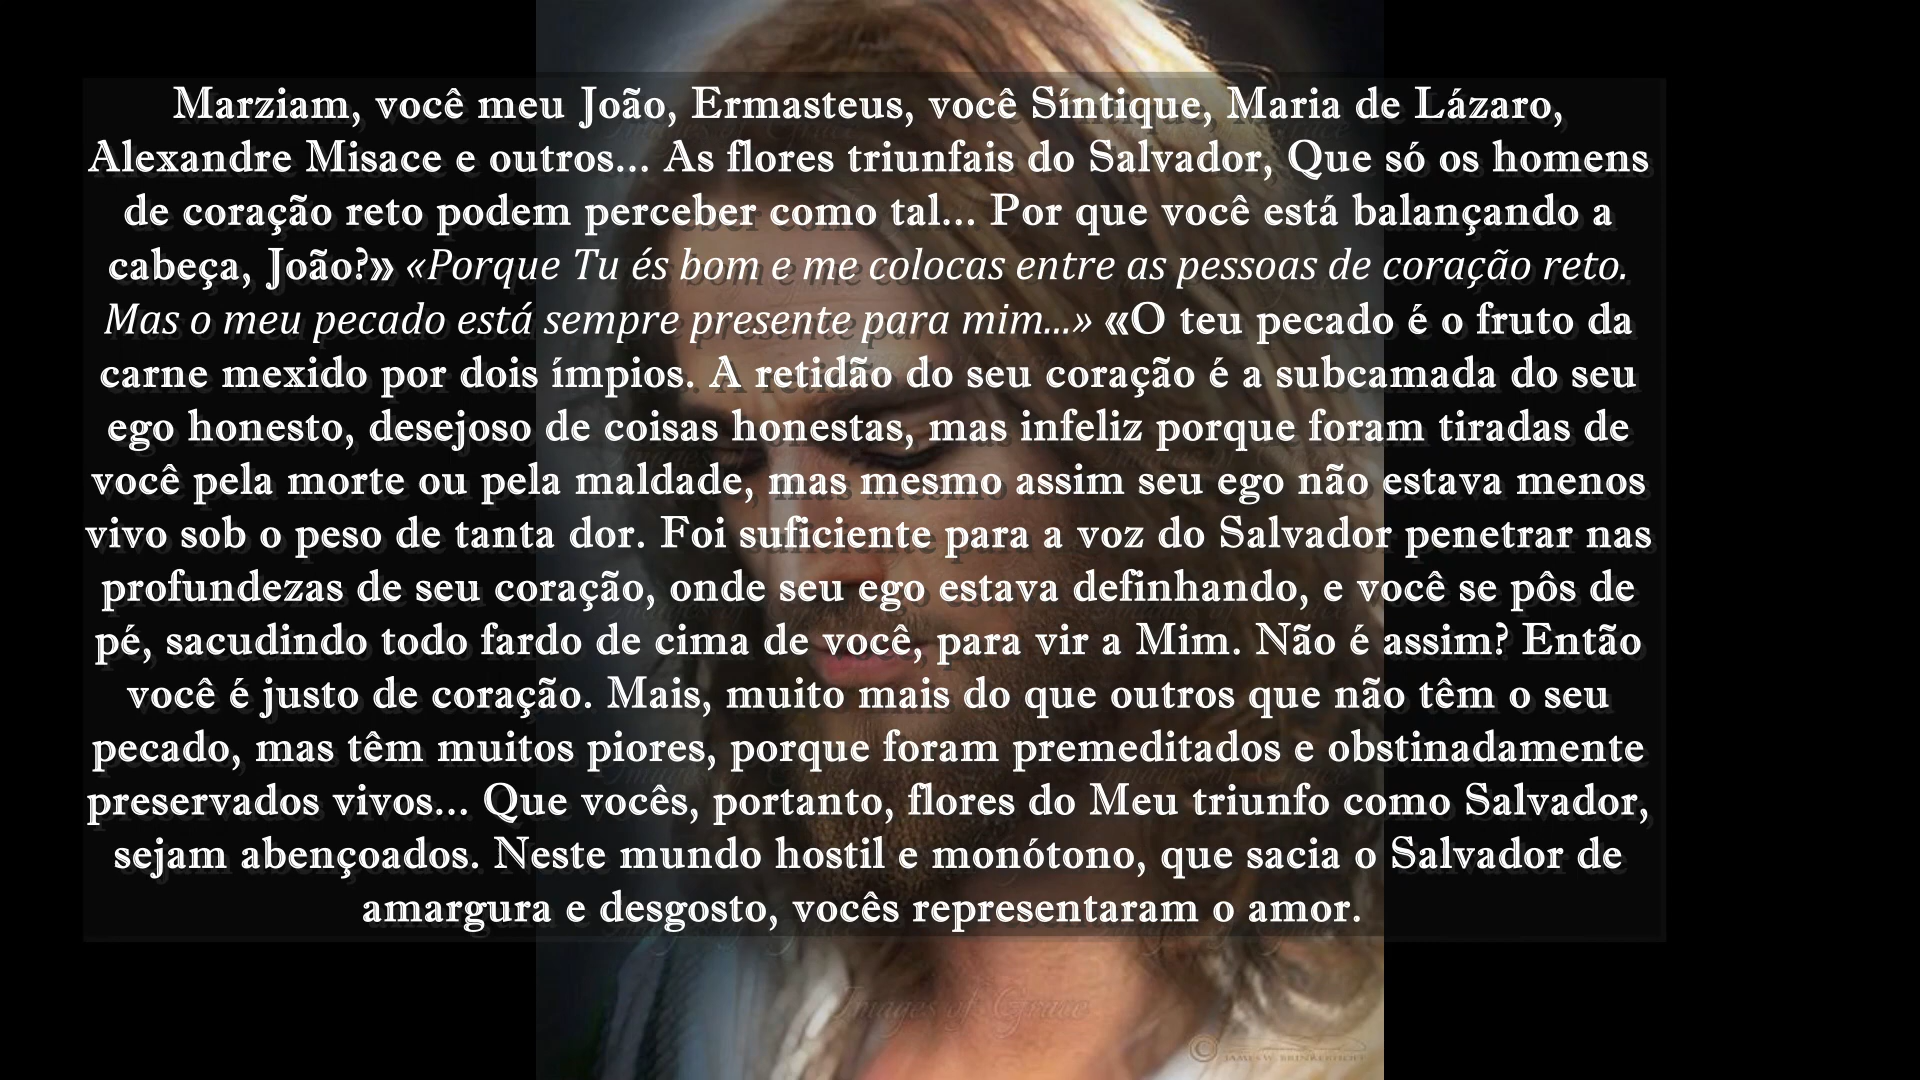 Marziam, você meu João, Ermasteus, você Síntique, Maria de Lázaro,
Alexandre Misace e outros... As flores triunfais do Salvador, Que só os homens
de coração reto podem perceber como tal... Por que você está balançando a
cabeça, João?» «Porque Tu és bom e me colocas entre as pessoas de coração reto.
Mas o meu pecado está sempre presente para mim...» «O teu pecado é o fruto da
carne mexido por dois ímpios. A retidão do seu coração é a subcamada do seu
ego honesto, desejoso de coisas honestas, mas infeliz porque foram tiradas de
você pela morte ou pela maldade, mas mesmo assim seu ego não estava menos
vivo sob o peso de tanta dor. Foi suficiente para a voz do Salvador penetrar nas
profundezas de seu coração, onde seu ego estava definhando, e você se pôs de
pé, sacudindo todo fardo de cima de você, para vir a Mim. Não é assim? Então
você é justo de coração. Mais, muito mais do que outros que não têm o seu
pecado, mas têm muitos piores, porque foram premeditados e obstinadamente
preservados vivos... Que vocês, portanto, flores do Meu triunfo como Salvador,
sejam abençoados. Neste mundo hostil e monótono, que sacia o Salvador de
amargura e desgosto, vocês representaram o amor.
Images of Grace
© JAMES W. BRINKERHOFF